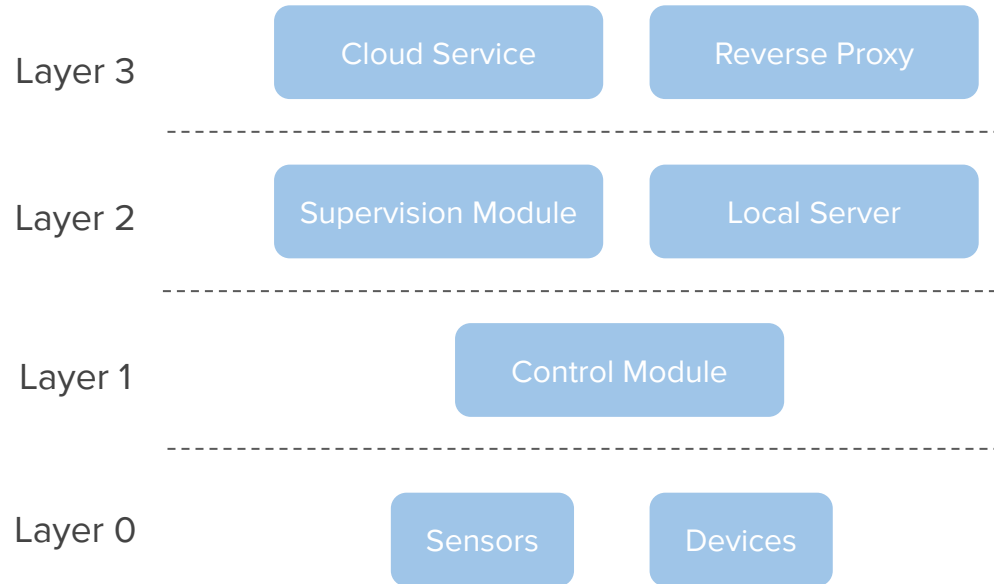 Layer 3
Cloud Service
Reverse Proxy
Layer 2
Supervision Module
Local Server
Layer 1
Control Module
Layer 0
Sensors
Devices